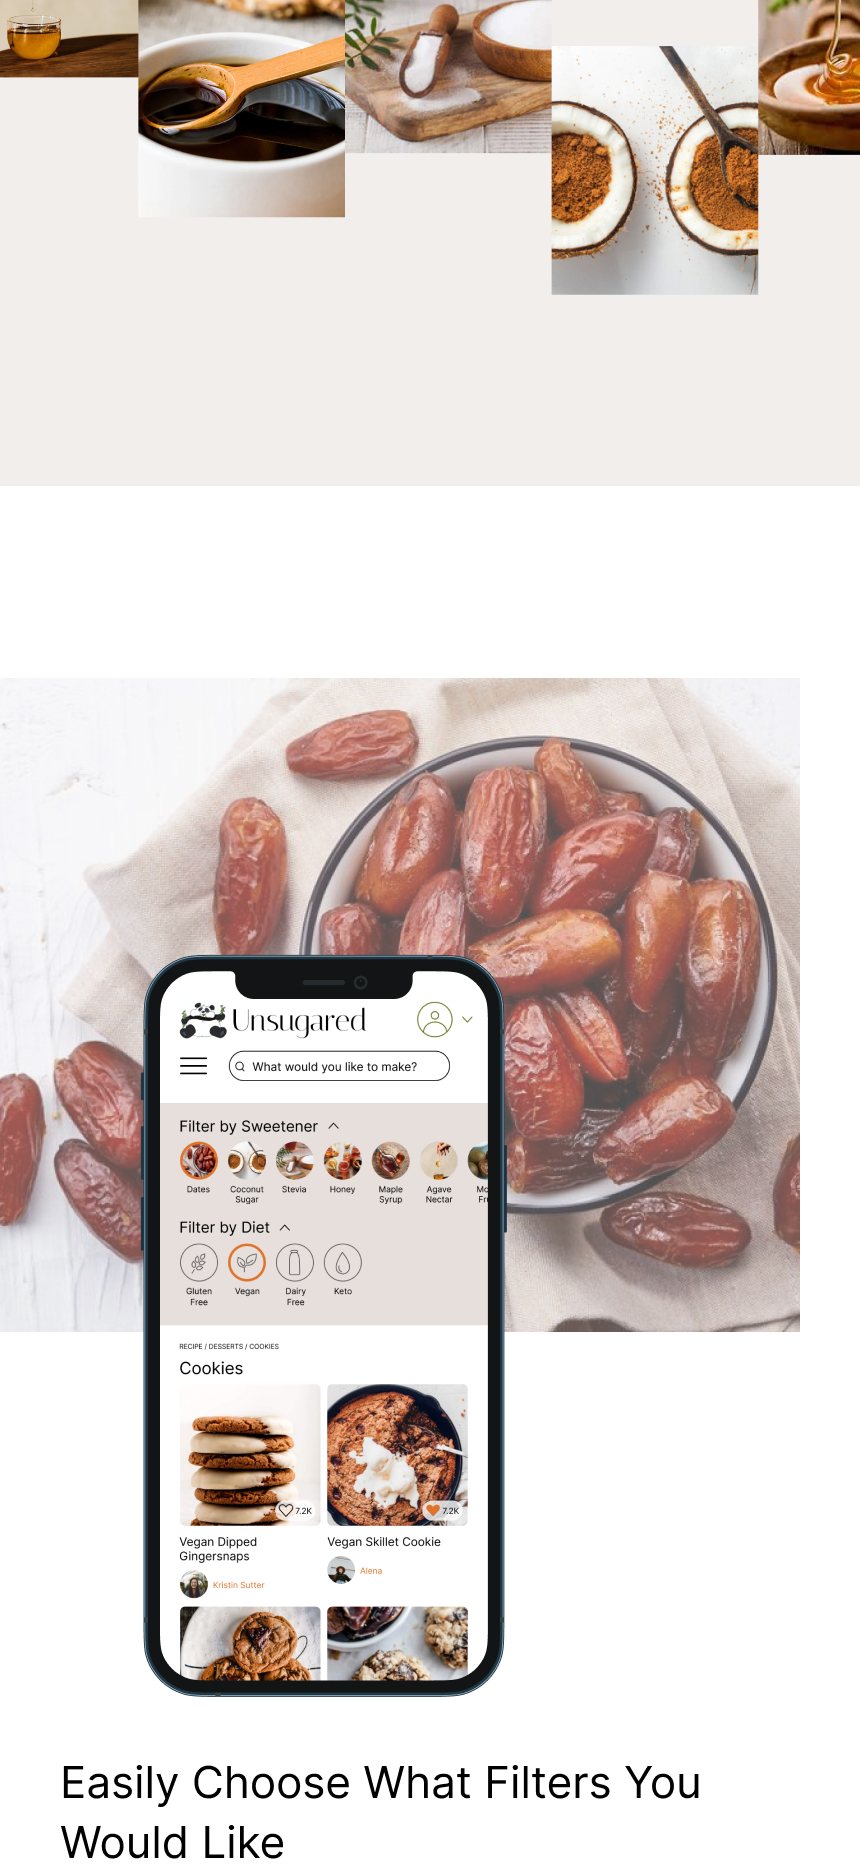 Unsugared
What would you like to make?
Filter by Sweetener
Dates
Coconut
Sugar
Stevia
Honey
Maple
Syrup
Agave
Nectar
Filter by Diet
Gluten
Free
Vegan
Dairy
Free
Keto
RECIPE / DESSERTS / COOKIES
Cookies
7.2K
7.2K
Vegan Dipped
Gingersnaps
Kristin Sutter
Vegan Skillet Cookie
Alena
Easily Choose What Filters You
Would Like